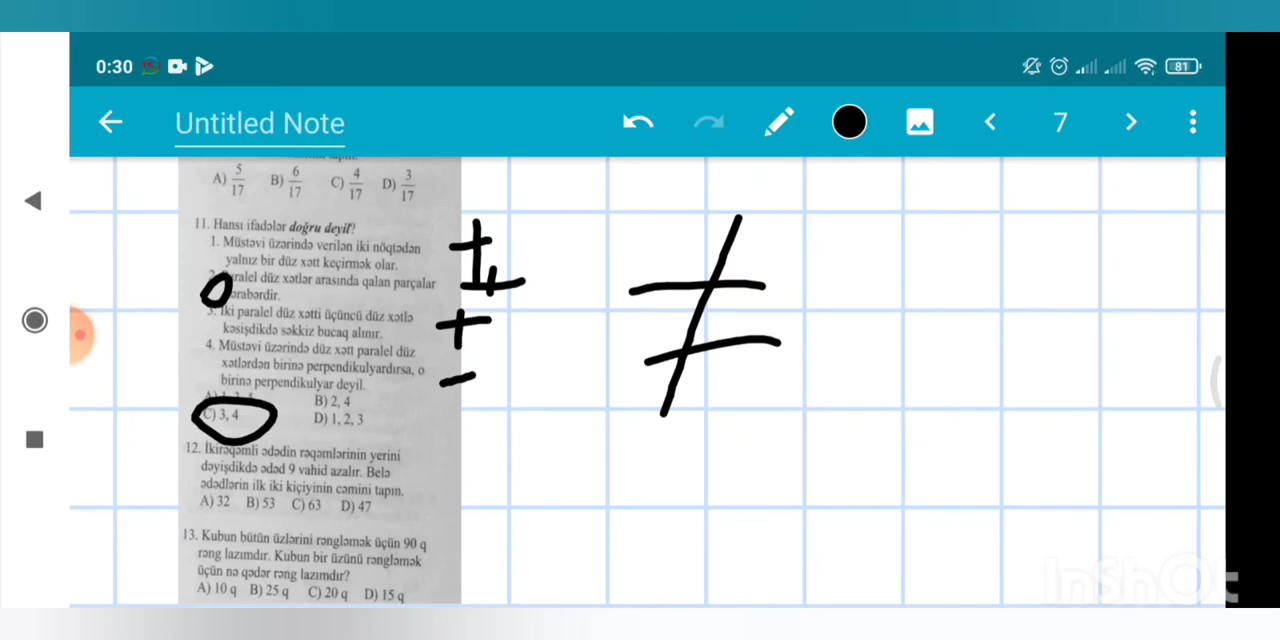 0:30 81
Untitled Note 7
A) 5/17 B) 6/17 C) 4/17 D) 3/17
11. Hansı ifadələr doğru deyil?
1. Müstəvi üzərində verilən iki nöqtədən
yalnız bir düz xətt keçirmək olar.
düz xətlər arasında qalan parçalar
3. İki paralel düz xətti üçüncü düz xətlə
kəsişdikdə səkkiz bucaq alınır.
4. Müstəvi üzərində düz xətt paralel düz
xətlərdən birinə perpendikulyardırsa, o
birinə perpendikulyar deyil.
B) 2, 4
C) 3, 4 D) 1, 2, 3
12. İkirəqəmli ədədin rəqəmlərinin yerini
dəyişdikdə ədəd 9 vahid azalır. Belə
ədədlərin ilk iki kiçiyinin cəmini tapın.
A) 32 B) 53 C) 63 D) 47
13. Kubun bütün üzlərini rəngləmək üçün 90 q
rəng lazımdır. Kubun bir üzünü rəngləmək
üçün nə qədər rəng lazımdır?
A) 10 q B) 25 q C) 20 q D) 15 q
+
+
-
≠
InShOt